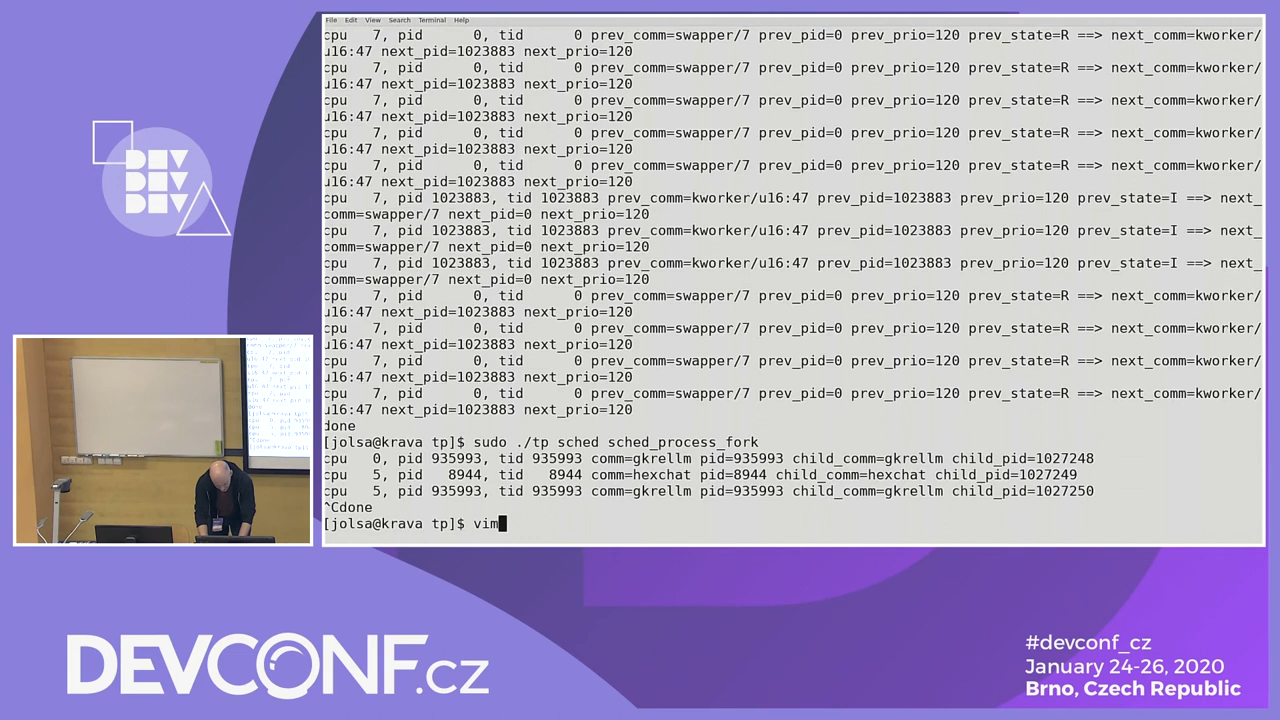 File Edit View Search Terminal Help
cpu 7, pid 0, tid 0 prev_comm=swapper/7 prev_pid=0 prev_prio=120 prev_state=R ==> next_comm=kworker/
u16:47 next_pid=1023883 next_prio=120
cpu 7, pid 0, tid 0 prev_comm=swapper/7 prev_pid=0 prev_prio=120 prev_state=R ==> next_comm=kworker/
u16:47 next_pid=1023883 next_prio=120
cpu 7, pid 0, tid 0 prev_comm=swapper/7 prev_pid=0 prev_prio=120 prev_state=R ==> next_comm=kworker/
u16:47 next_pid=1023883 next_prio=120
cpu 7, pid 0, tid 0 prev_comm=swapper/7 prev_pid=0 prev_prio=120 prev_state=R ==> next_comm=kworker/
u16:47 next_pid=1023883 next_prio=120
cpu 7, pid 0, tid 0 prev_comm=swapper/7 prev_pid=0 prev_prio=120 prev_state=R ==> next_comm=kworker/
u16:47 next_pid=1023883 next_prio=120
cpu 7, pid 1023883, tid 1023883 prev_comm=kworker/u16:47 prev_pid=1023883 prev_prio=120 prev_state=I ==> next_
comm=swapper/7 next_pid=0 next_prio=120
cpu 7, pid 1023883, tid 1023883 prev_comm=kworker/u16:47 prev_pid=1023883 prev_prio=120 prev_state=I ==> next_
comm=swapper/7 next_pid=0 next_prio=120
cpu 7, pid 1023883, tid 1023883 prev_comm=kworker/u16:47 prev_pid=1023883 prev_prio=120 prev_state=I ==> next_
comm=swapper/7 next_pid=0 next_prio=120
cpu 7, pid 0, tid 0 prev_comm=swapper/7 prev_pid=0 prev_prio=120 prev_state=R ==> next_comm=kworker/
u16:47 next_pid=1023883 next_prio=120
cpu 7, pid 0, tid 0 prev_comm=swapper/7 prev_pid=0 prev_prio=120 prev_state=R ==> next_comm=kworker/
u16:47 next_pid=1023883 next_prio=120
cpu 7, pid 0, tid 0 prev_comm=swapper/7 prev_pid=0 prev_prio=120 prev_state=R ==> next_comm=kworker/
u16:47 next_pid=1023883 next_prio=120
cpu 7, pid 0, tid 0 prev_comm=swapper/7 prev_pid=0 prev_prio=120 prev_state=R ==> next_comm=kworker/
u16:47 next_pid=1023883 next_prio=120
done
[jolsa@krava tp]$ sudo ./tp sched sched_process_fork
cpu 0, pid 935993, tid 935993 comm=gkrellm pid=935993 child_comm=gkrellm child_pid=1027248
cpu 5, pid 8944, tid 8944 comm=hexchat pid=8944 child_comm=hexchat child_pid=1027249
cpu 5, pid 935993, tid 935993 comm=gkrellm pid=935993 child_comm=gkrellm child_pid=1027250
^Cdone
[jolsa@krava tp]$ vim
DEV
DEV
DEV
DEVCONF.cz
#devconf_cz
January 24-26, 2020
Brno, Czech Republic